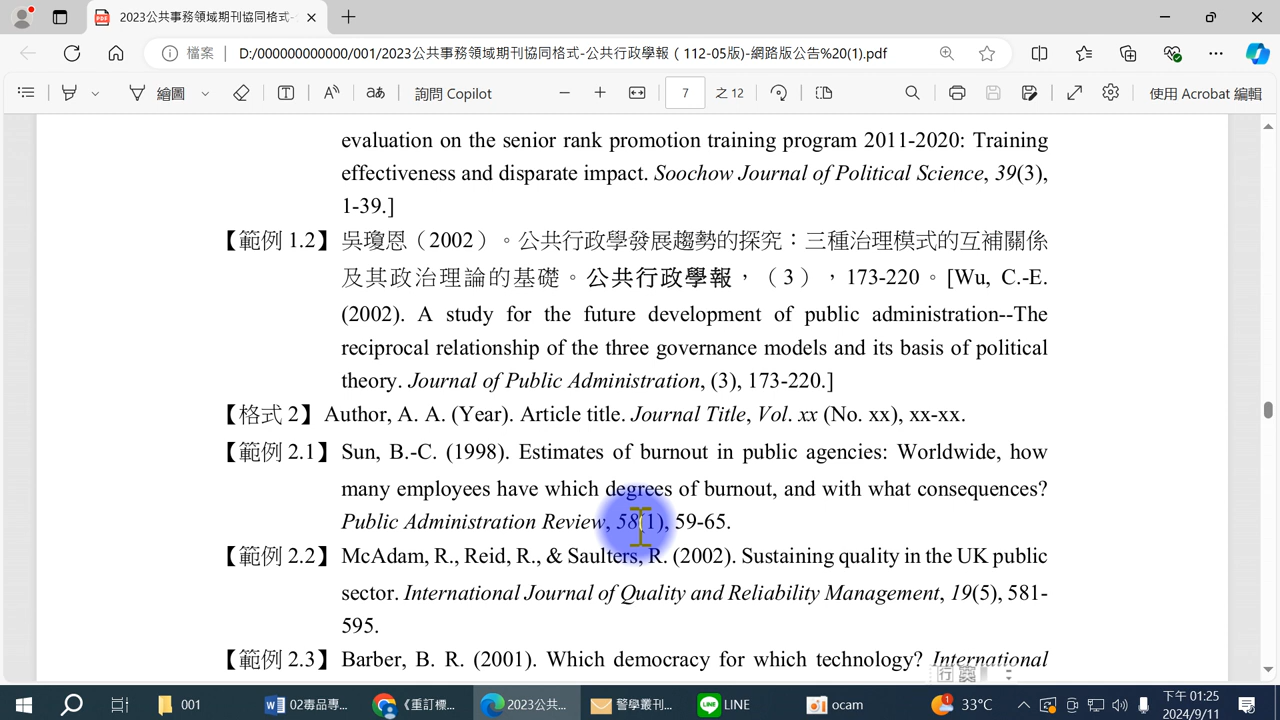 2023公共事務領域期刊協同格式-
檔案
D:/000000000000/001/2023公共事務領域期刊協同格式-公共行政學報（112-05版)-網路版公告%20(1).pdf
繪圖
aあ
詢問 Copilot
7
之 12
使用 Acrobat 編輯
evaluation on the senior rank promotion training program 2011-2020: Training
effectiveness and disparate impact. Soochow Journal of Political Science, 39(3),
1-39.]
【範例 1.2】吳瓊恩（2002）。公共行政學發展趨勢的探究：三種治理模式的互補關係
及其政治理論的基礎。公共行政學報，（3），173-220。[Wu, C.-E.
(2002). A study for the future development of public administration--The
reciprocal relationship of the three governance models and its basis of political
theory. Journal of Public Administration, (3), 173-220.]
【格式 2】Author, A. A. (Year). Article title. Journal Title, Vol. xx (No. xx), xx-xx.
【範例 2.1】Sun, B.-C. (1998). Estimates of burnout in public agencies: Worldwide, how
many employees have which degrees of burnout, and with what consequences?
Public Administration Review, 58(1), 59-65.
【範例 2.2】McAdam, R., Reid, R., & Saulters, R. (2002). Sustaining quality in the UK public
sector. International Journal of Quality and Reliability Management, 19(5), 581-
595.
【範例 2.3】Barber, B. R. (2001). Which democracy for which technology? International
行 英
001
02毒品專...
《重訂標...
2023公共...
警學叢刊...
LINE
ocam
1
33°C
英
下午 01:25
2024/9/11